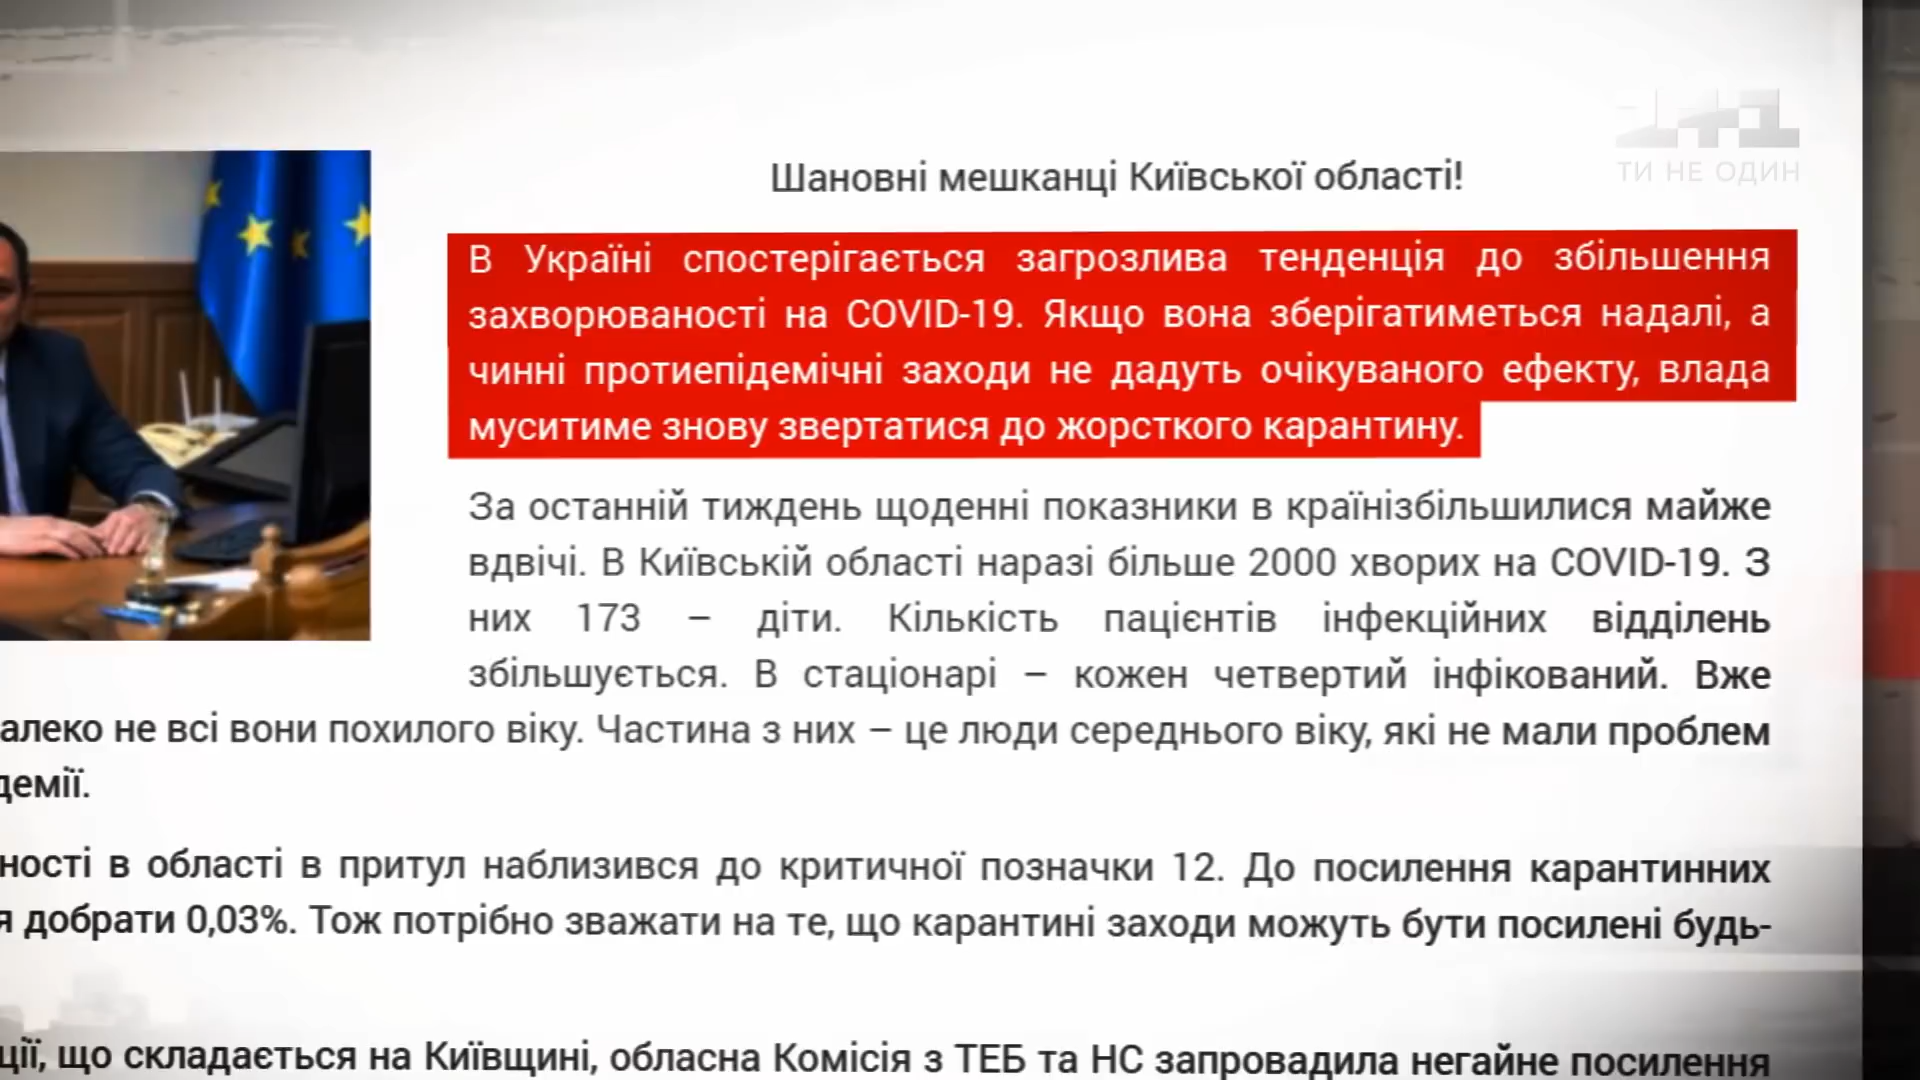 1+1
ТИ НЕ ОДИН
Шановні мешканці Київської області!
В Україні спостерігається загрозлива тенденція до збільшення
захворюваності на COVID-19. Якщо вона зберігатиметься надалі, а
чинні протиепідемічні заходи не дадуть очікуваного ефекту, влада
муситиме знову звертатися до жорсткого карантину.
За останній тиждень щоденні показники в країнізбільшилися майже
вдвічі. В Київській області наразі більше 2000 хворих на COVID-19. З
них 173 – діти. Кількість пацієнтів інфекційних відділень
збільшується. В стаціонарі – кожен четвертий інфікований. Вже
алеко не всі вони похилого віку. Частина з них – це люди середнього віку, які не мали проблем
демії.
ності в області в притул наблизився до критичної позначки 12. До посилення карантинних
я добрати 0,03%. Тож потрібно зважати на те, що карантині заходи можуть бути посилені будь-
ції, що складається на Київщині, обласна Комісія з ТЕБ та НС запровадила негайне посилення